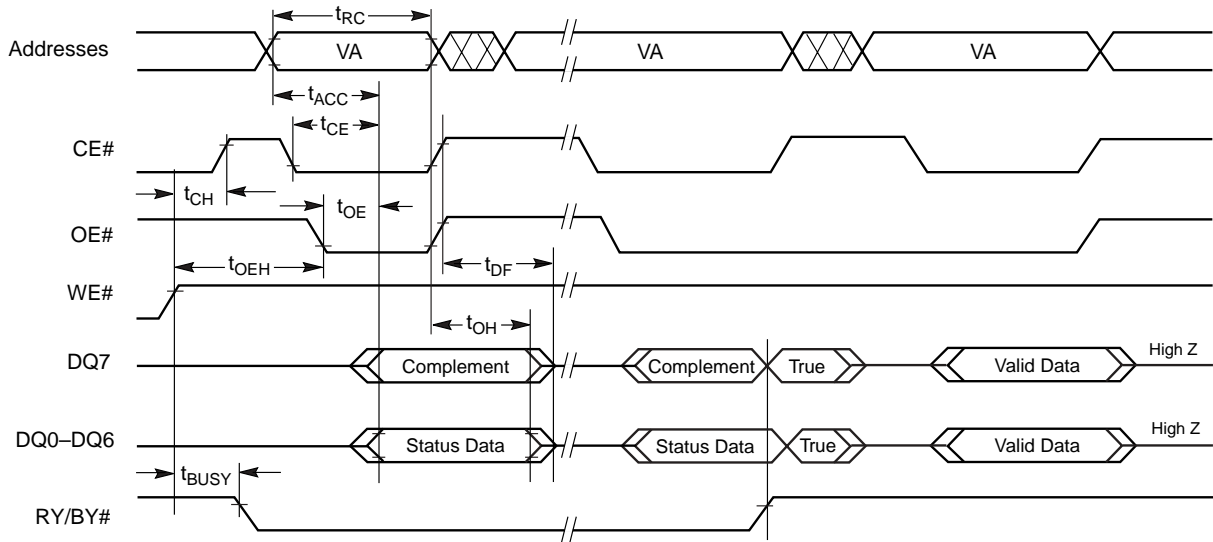 tRC
Addresses VA VA VA
tACC
tCE
CE#
tCH tOE
OE#
tOEH tDF
WE#
tOH
DQ7 Complement Complement True Valid Data High Z
DQ0–DQ6 Status Data Status Data True Valid Data High Z
tBUSY
RY/BY#